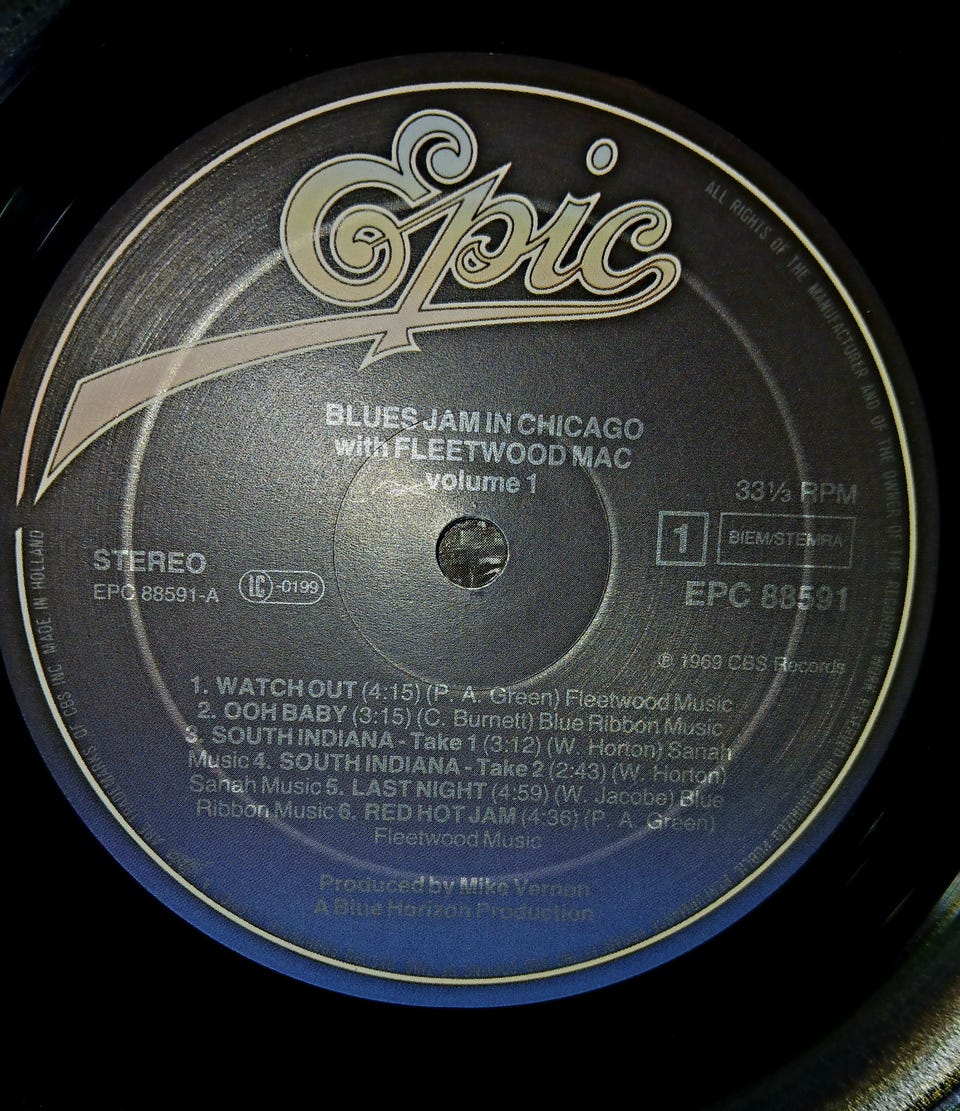 Epic
ALL RIGHTS OF THE MANUFACTURER AND OF THE OWNER OF THE RECORDED WORK RESERVED
BLUES JAM IN CHICAGO
with FLEETWOOD MAC
volume 1
33⅓ RPM
1
BIEM/STEMRA
STEREO
EPC 88591-A
LC -0199
EPC 88591
℗ 1969 CBS Records
1. WATCH OUT (4:15) (P. A. Green) Fleetwood Music
2. OOH BABY (3:15) (C. Burnett) Blue Ribbon Music
3. SOUTH INDIANA - Take 1 (3:12) (W. Horton) Sanah
Music 4. SOUTH INDIANA - Take 2 (2:43) (W. Horton)
Sanah Music 5. LAST NIGHT (4:59) (W. Jacobe) Blue
Ribbon Music 6. RED HOT JAM (4:36) (P. A. Green)
Fleetwood Music
Produced by Mike Vernon
A Blue Horizon Production
OF CBS INC. MADE IN HOLLAND